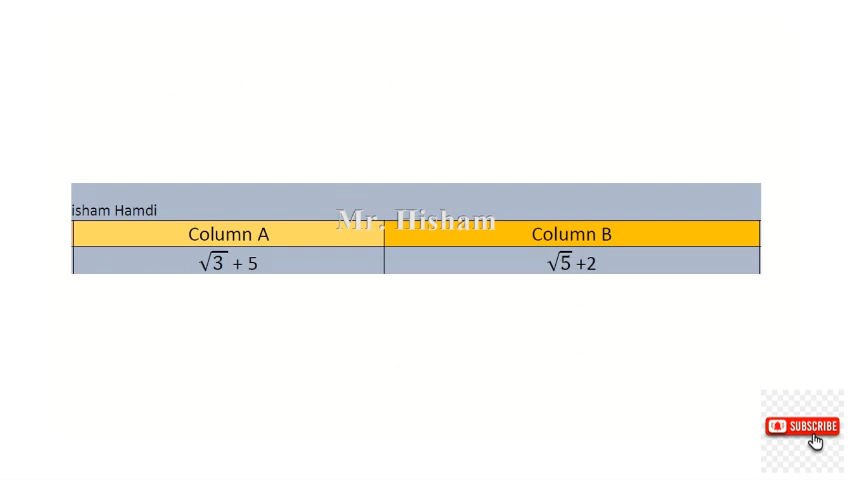 isham Hamdi
Mr. Hisham
Column A
Column B
√3 + 5
√5 +2
SUBSCRIBE